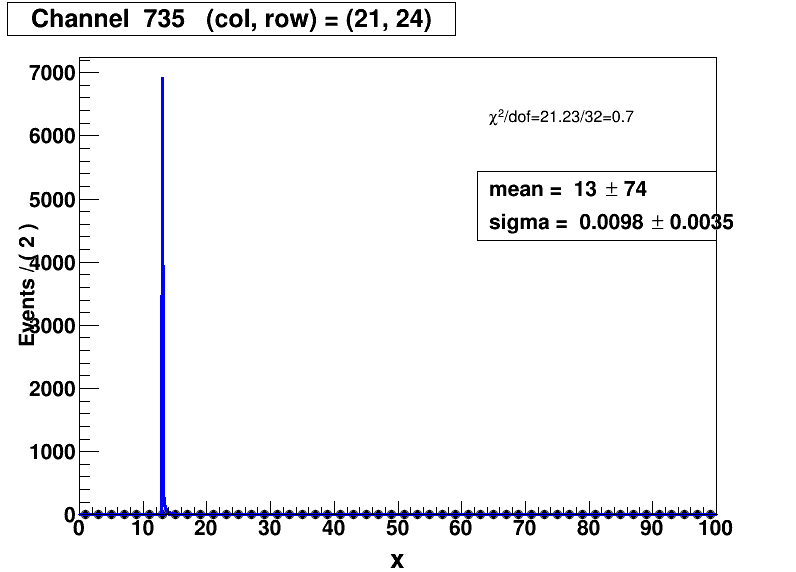 Channel 735 (col, row) = (21, 24)
7000
6000
5000
4000
3000
2000
1000
0
Events / ( 2 )
χ²/dof=21.23/32=0.7
mean = 13 ± 74
sigma = 0.0098 ± 0.0035
0 10 20 30 40 50 60 70 80 90 100
x